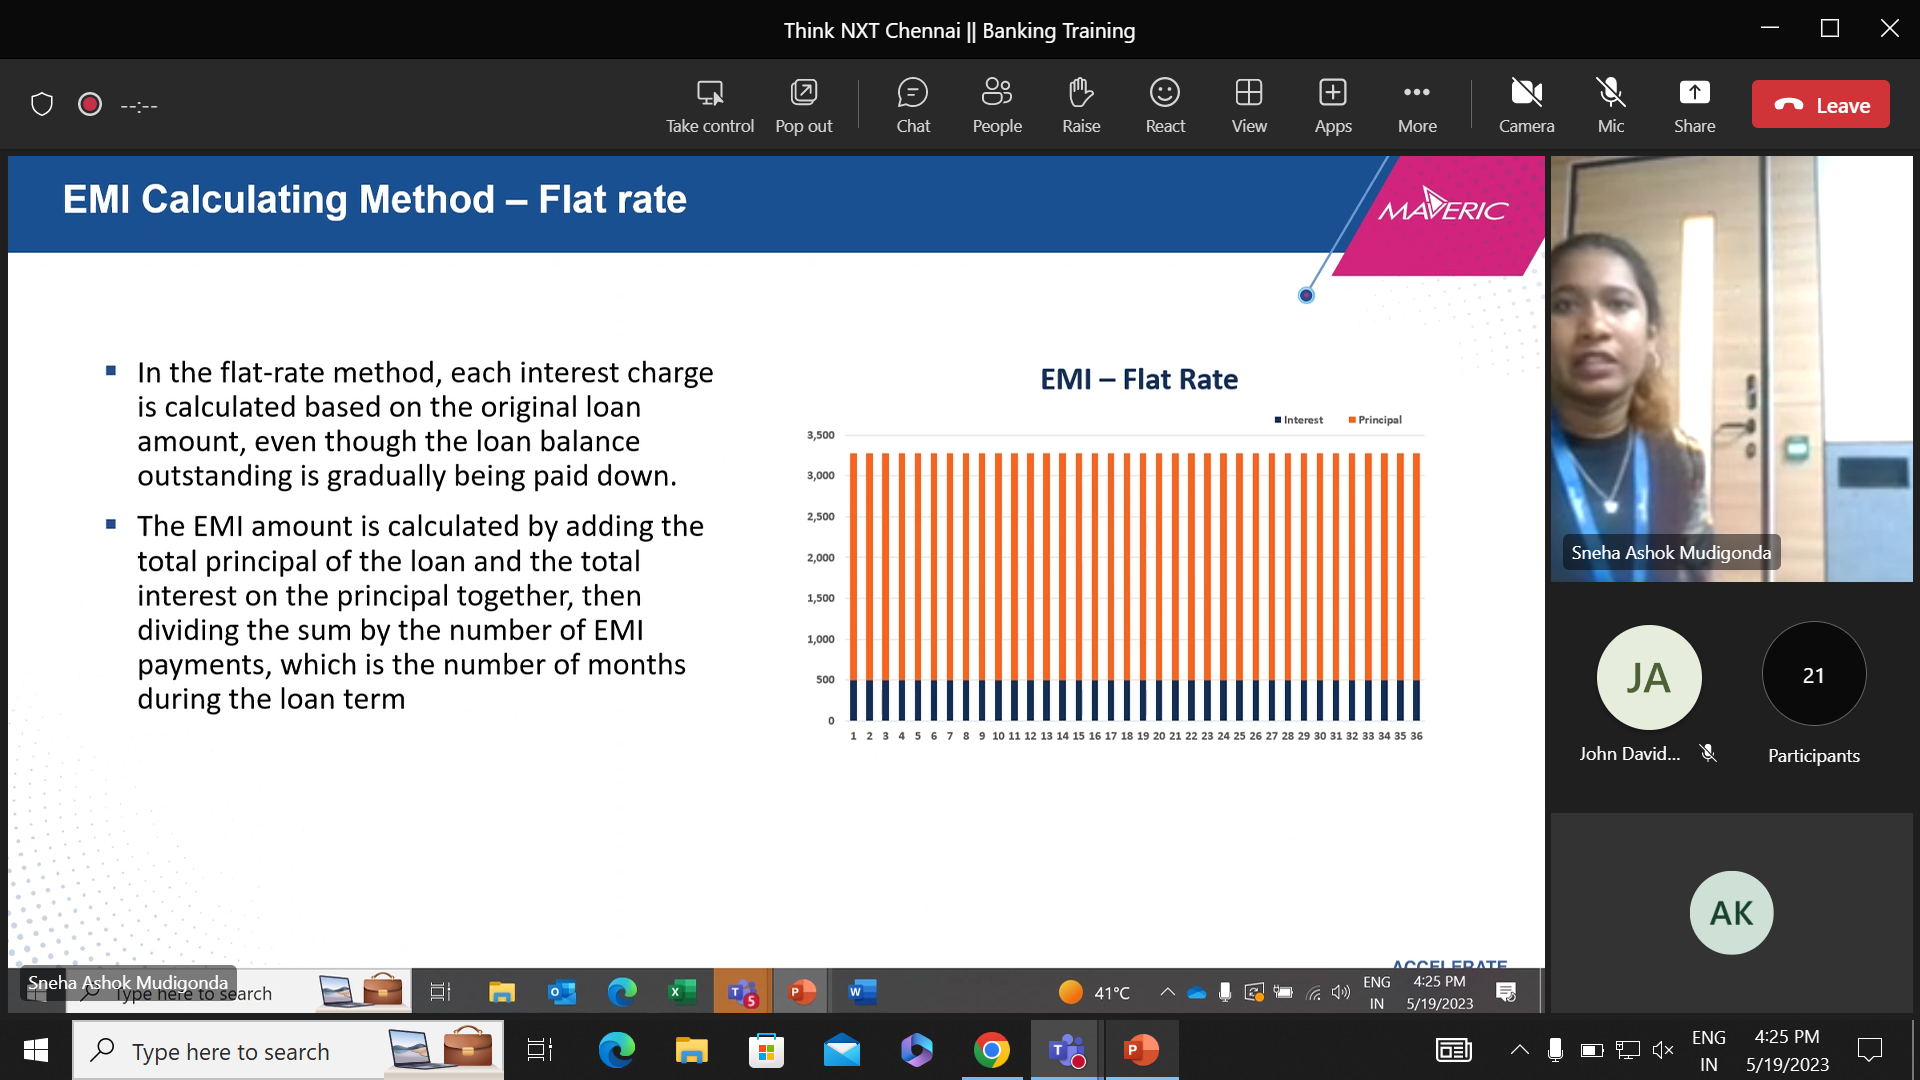 Think NXT Chennai || Banking Training
--:--
Take control
Pop out
Chat
People
Raise
React
View
Apps
More
Camera
Mic
Share
Leave
EMI Calculating Method – Flat rate
MAVERIC
In the flat-rate method, each interest charge
is calculated based on the original loan
amount, even though the loan balance
outstanding is gradually being paid down.
The EMI amount is calculated by adding the
total principal of the loan and the total
interest on the principal together, then
dividing the sum by the number of EMI
payments, which is the number of months
during the loan term
EMI – Flat Rate
Interest Principal
3,500
3,000
2,500
2,000
1,500
1,000
500
0
1 2 3 4 5 6 7 8 9 10 11 12 13 14 15 16 17 18 19 20 21 22 23 24 25 26 27 28 29 30 31 32 33 34 35 36
Sneha Ashok Mudigonda
JA
John David...
21
Participants
AK
ACCELERATE
Sneha Ashok Mudigonda
Type here to search
5
41°C
ENG
IN
4:25 PM
5/19/2023
Type here to search
ENG
IN
4:25 PM
5/19/2023